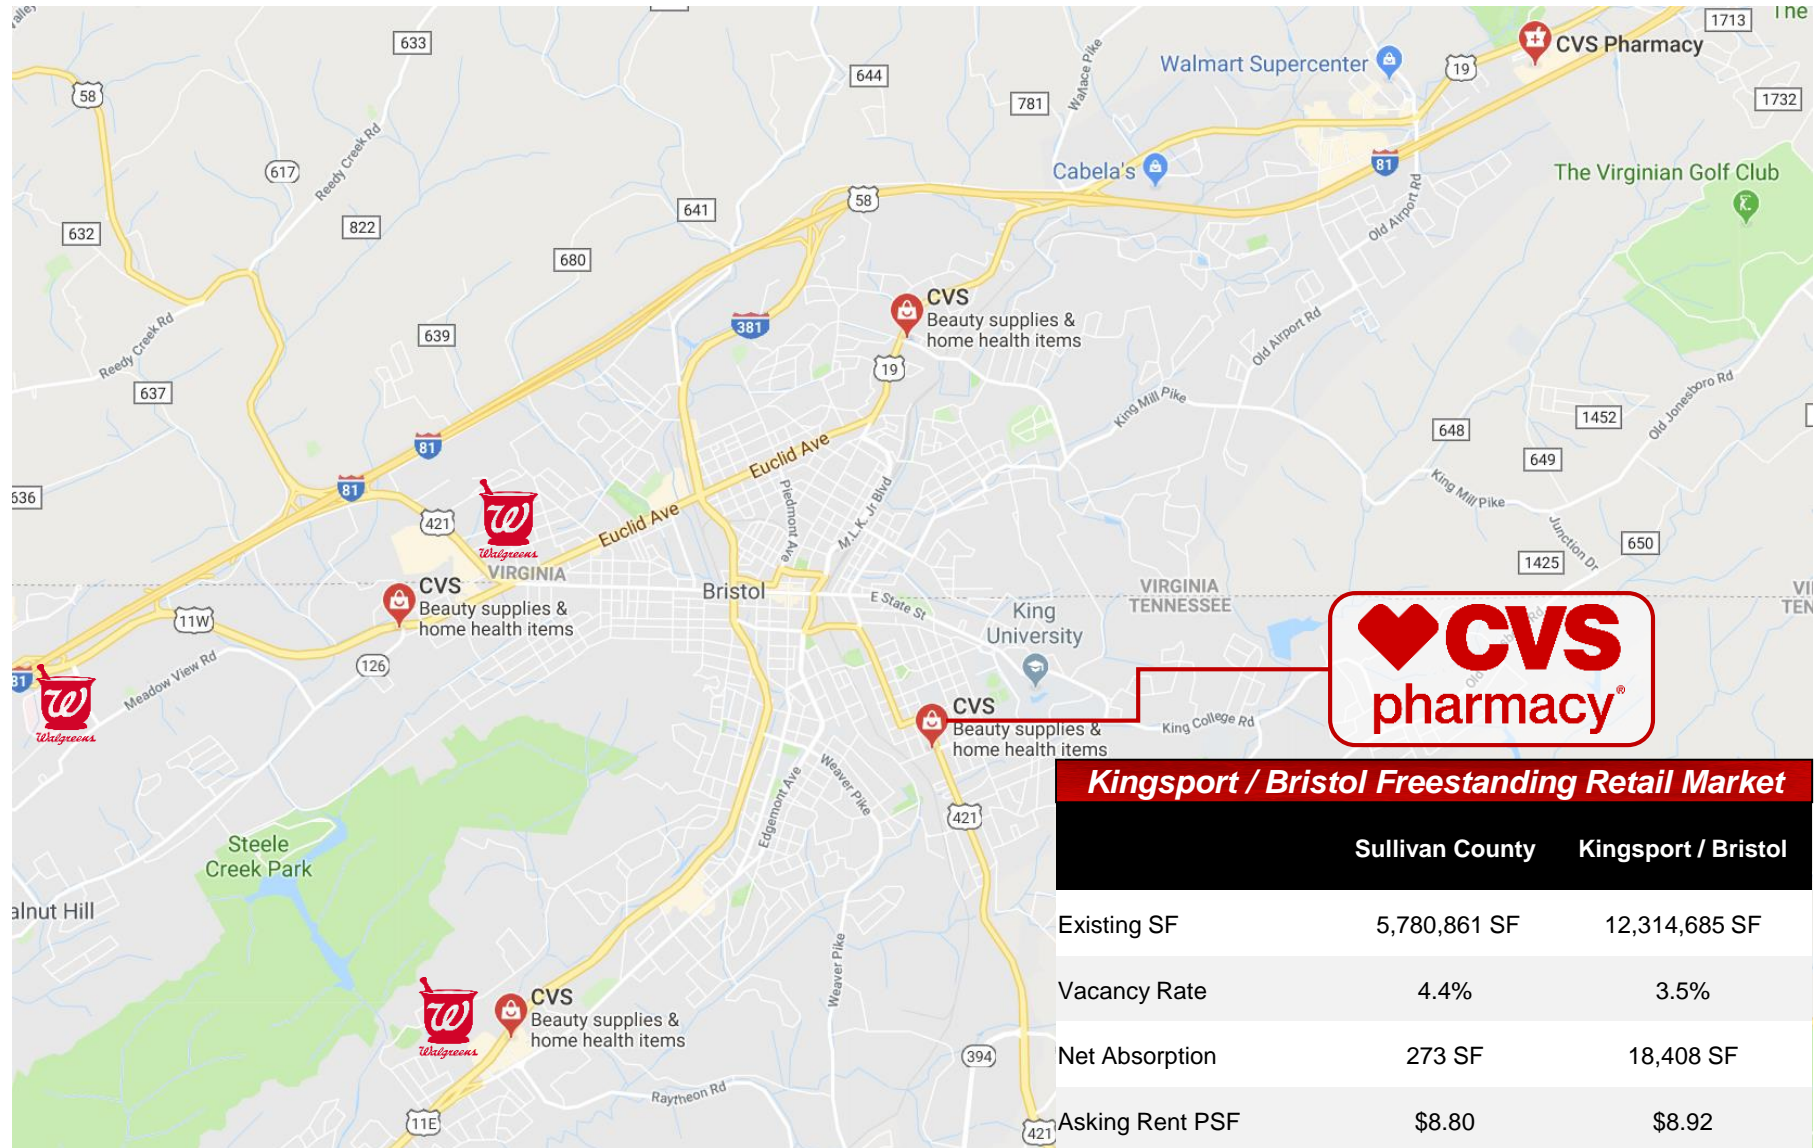 633
1713
The
CVS Pharmacy
Walmart Supercenter
19
644
58
781
Wallace Pike
1732
Reedy Creek Rd
617
Cabela's
81
The Virginian Golf Club
58
641
822
632
Old Airport Rd
680
CVS
Beauty supplies &
home health items
381
639
Old Airport Rd
Reedy Creek Rd
19
637
King Mill Pike
Old Jonesboro Rd
1452
648
Euclid Ave
81
649
81
636
Piedmont Ave
M.L.K. Jr Blvd
King Mill Pike
421
Walgreens
Euclid Ave
Junction Dr
650
1425
VIRGINIA
CVS
Beauty supplies &
home health items
Bristol
E State St
VIRGINIA
TENNESSEE
VI
TEN
King
University
11W
126
Meadow View Rd
81
Walgreens
CVS
pharmacy®
CVS
Beauty supplies &
home health items
King College Rd
Weaver Pike
Edgemont Ave
421
Steele
Creek Park
alnut Hill
Weaver Pike
CVS
Beauty supplies &
home health items
Walgreens
394
Raytheon Rd
11E
421
Kingsport / Bristol Freestanding Retail Market
Sullivan County Kingsport / Bristol
Existing SF 5,780,861 SF 12,314,685 SF
Vacancy Rate 4.4% 3.5%
Net Absorption 273 SF 18,408 SF
Asking Rent PSF $8.80 $8.92